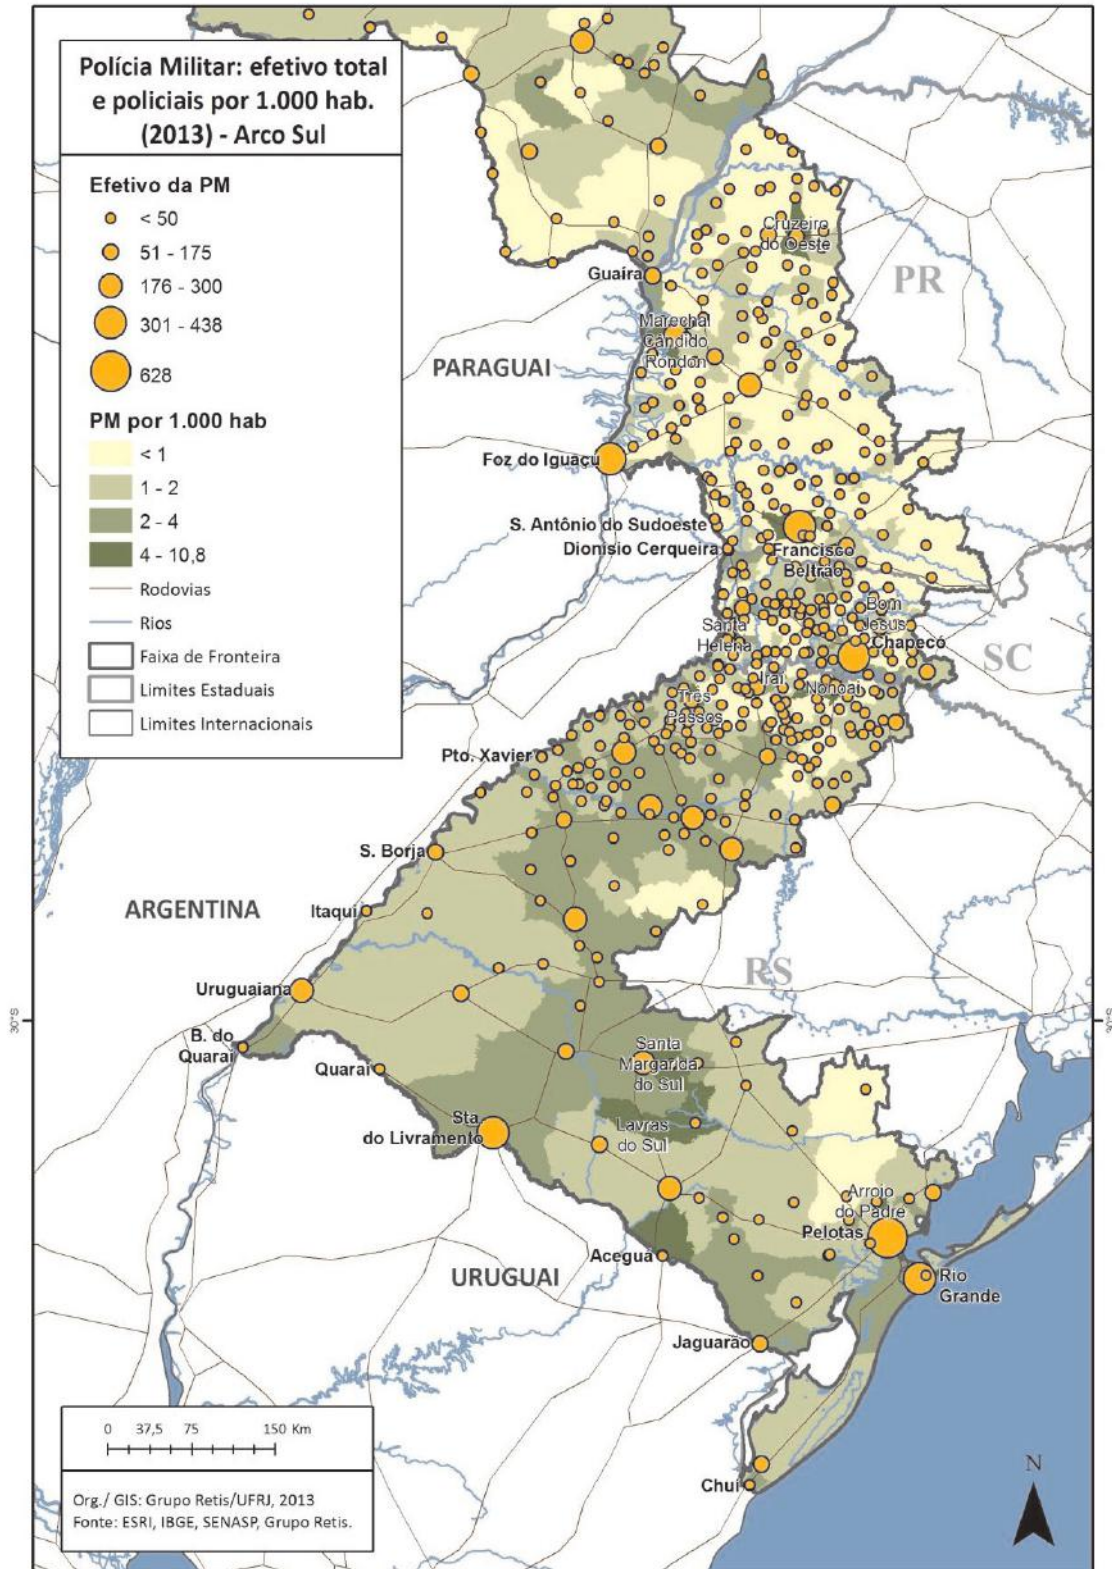 Polícia Militar: efetivo total
e policiais por 1.000 hab.
(2013) - Arco Sul
Efetivo da PM
< 50
51 - 175
176 - 300
301 - 438
628
PM por 1.000 hab
< 1
1 - 2
2 - 4
4 - 10,8
Rodovias
Rios
Faixa de Fronteira
Limites Estaduais
Limites Internacionais
Cruzeiro
do Oeste
Guaíra
PR
Marechal
Cândido
Rondon
PARAGUAI
Foz do Iguaçu
S. Antônio do Sudoeste
Dionísio Cerqueira
Francisco
Beltrão
Bom
Jesus
Santa
Helena
Chapecó
SC
Iraí
Nonoai
Três
Passos
Pto. Xavier
S. Borja
ARGENTINA
Itaqui
RS
Uruguaiana
30°S
30°S
B. do
Quaraí
Quaraí
Santa
Margarida
do Sul
Sta
do Livramento
Lavras
do Sul
Arroio
do Padre
Pelotas
Aceguá
URUGUAI
Rio
Grande
Jaguarão
Chuí
0 37,5 75 150 Km
N
Org./ GIS: Grupo Retis/UFRJ, 2013
Fonte: ESRI, IBGE, SENASP, Grupo Retis.